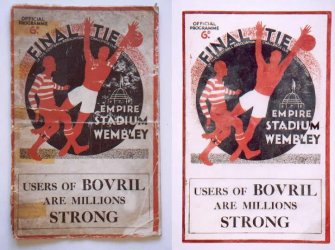 OFFICIAL
PROGRAMME
6D.
FINAL TIE
EMPIRE
STADIUM
WEMBLEY
USERS OF BOVRIL
ARE MILLIONS
STRONG
OFFICIAL
PROGRAMME
6D.
FINAL TIE
EMPIRE
STADIUM
WEMBLEY
USERS OF BOVRIL
ARE MILLIONS
STRONG